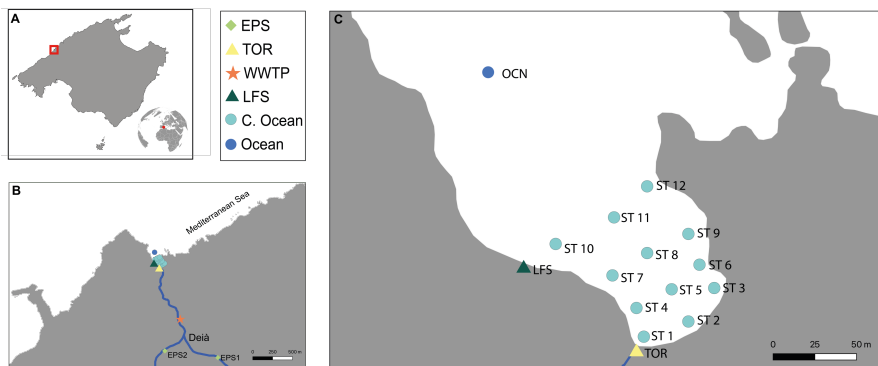 A
EPS
TOR
WWTP
LFS
C. Ocean
Ocean
B
Mediterranean Sea
Deià
EPS2
EPS1
0 250 500 m
C
OCN
ST 12
ST 11
ST 9
ST 10
ST 8
ST 6
LFS
ST 7
ST 5
ST 3
ST 4
ST 2
ST 1
TOR
0 25 50 m